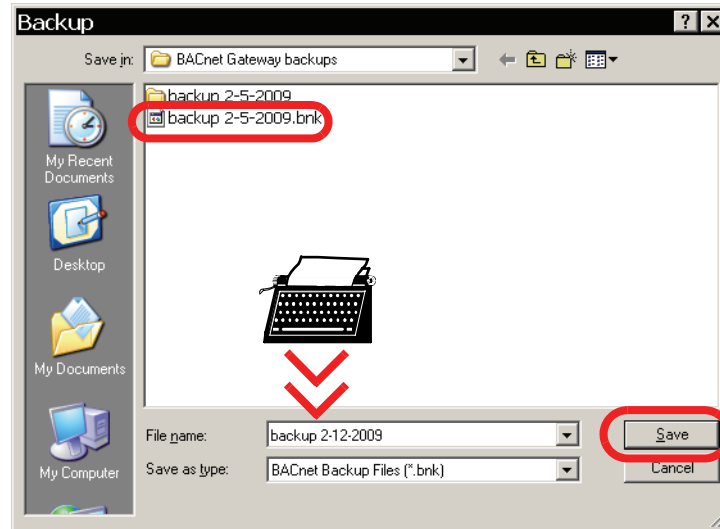 Backup
Save in:
BACnet Gateway backups
backup 2-5-2009
backup 2-5-2009.bnk
My Recent
Documents
Desktop
My Documents
My Computer
File name:
backup 2-12-2009
Save
Save as type:
BACnet Backup Files (*.bnk)
Cancel